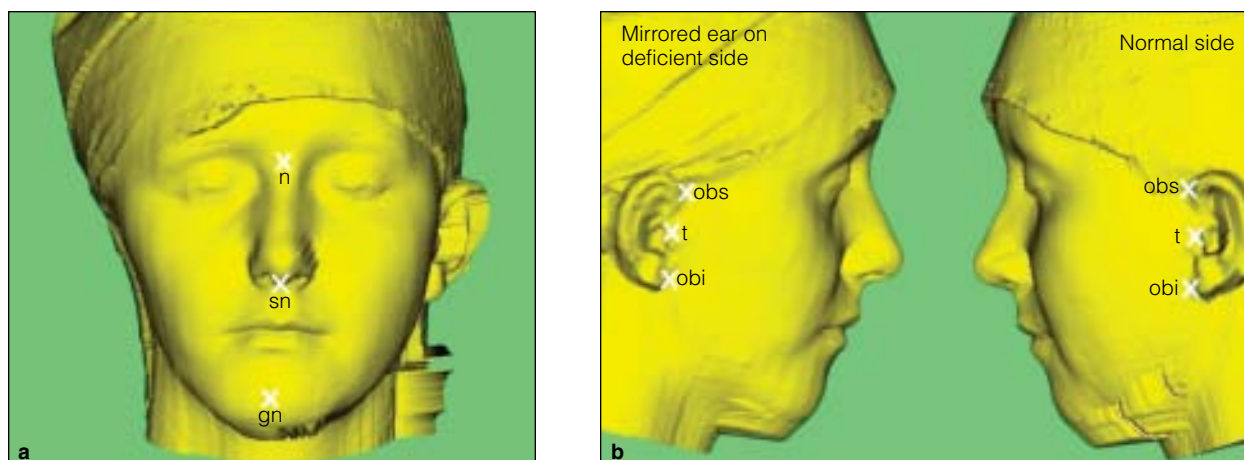 n
sn
gn
a
Mirrored ear on
deficient side
Normal side
obs
t
obi
obs
t
obi
b